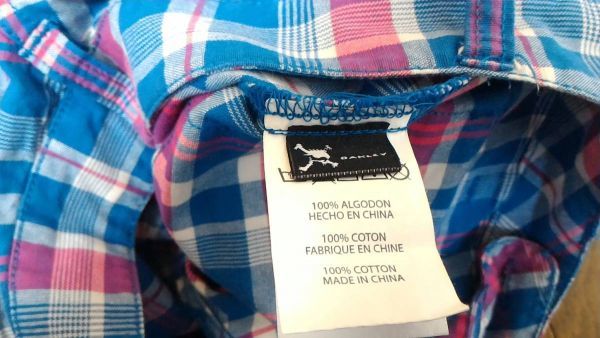 OAKLEY
100% ALGODON
HECHO EN CHINA
100% COTON
FABRIQUE EN CHINE
100% COTTON
MADE IN CHINA